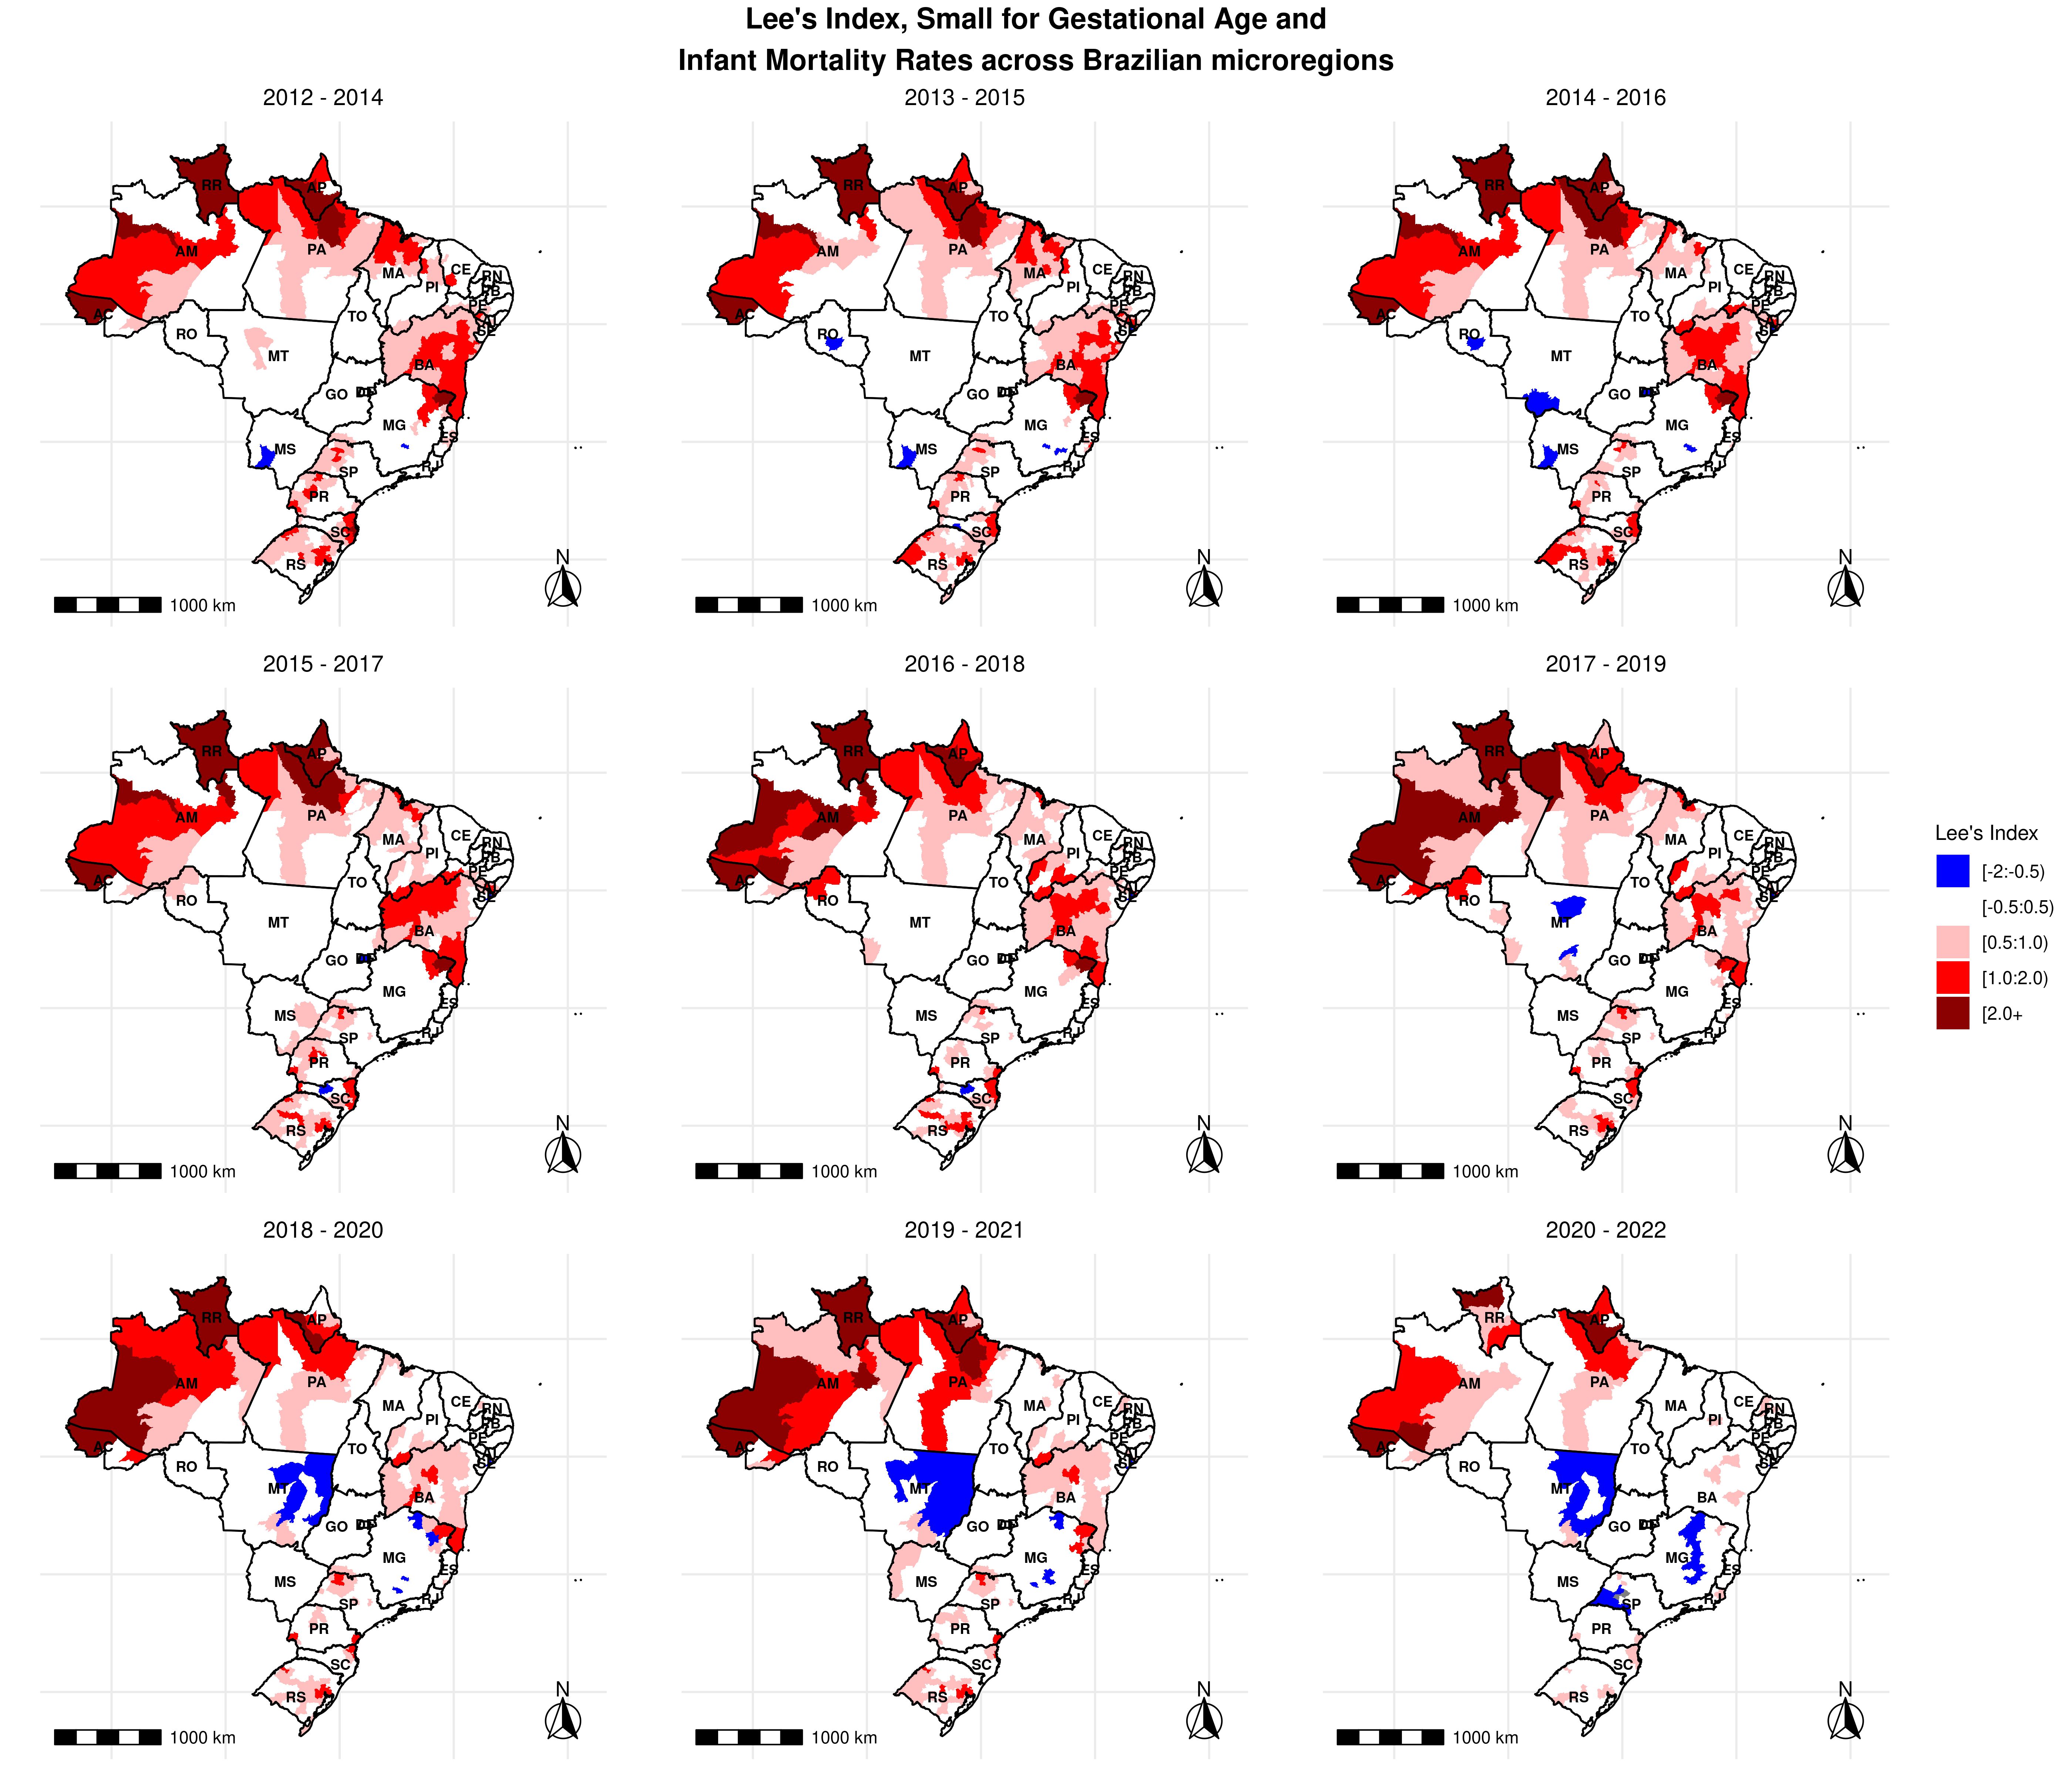 Lee's Index, Small for Gestational Age and
Infant Mortality Rates across Brazilian microregions
2012 - 2014
RR
AP
AM
PA
MA
CE
RN
PB
PI
PE
AC
AL
SE
TO
RO
MT
BA
GO
DF
MG
ES
MS
RJ
SP
PR
SC
RS
N
1000 km
2013 - 2015
RR
AP
AM
PA
MA
CE
RN
PB
PI
PE
AC
AL
SE
TO
RO
MT
BA
GO
DF
MG
ES
MS
RJ
SP
PR
SC
RS
N
1000 km
2014 - 2016
RR
AP
AM
PA
MA
CE
RN
PB
PI
PE
AC
AL
SE
TO
RO
MT
BA
GO
DF
MG
ES
MS
RJ
SP
PR
SC
RS
N
1000 km
2015 - 2017
RR
AP
AM
PA
MA
CE
RN
PB
PI
PE
AC
AL
SE
TO
RO
MT
BA
GO
DF
MG
ES
MS
RJ
SP
PR
SC
RS
N
1000 km
2016 - 2018
RR
AP
AM
PA
MA
CE
RN
PB
PI
PE
AC
AL
SE
TO
RO
MT
BA
GO
DF
MG
ES
MS
RJ
SP
PR
SC
RS
N
1000 km
2017 - 2019
RR
AP
AM
PA
MA
CE
RN
PB
PI
PE
AC
AL
SE
TO
RO
MT
BA
GO
DF
MG
ES
MS
RJ
SP
PR
SC
RS
N
1000 km
Lee's Index
[-2:-0.5)
[-0.5:0.5)
[0.5:1.0)
[1.0:2.0)
[2.0+
2018 - 2020
RR
AP
AM
PA
MA
CE
RN
PB
PI
PE
AC
AL
SE
TO
RO
MT
BA
GO
DF
MG
ES
MS
RJ
SP
PR
SC
RS
N
1000 km
2019 - 2021
RR
AP
AM
PA
MA
CE
RN
PB
PI
PE
AC
AL
SE
TO
RO
MT
BA
GO
DF
MG
ES
MS
RJ
SP
PR
SC
RS
N
1000 km
2020 - 2022
RR
AP
AM
PA
MA
CE
RN
PB
PI
PE
AC
AL
SE
TO
RO
MT
BA
GO
DF
MG
ES
MS
RJ
SP
PR
SC
RS
N
1000 km